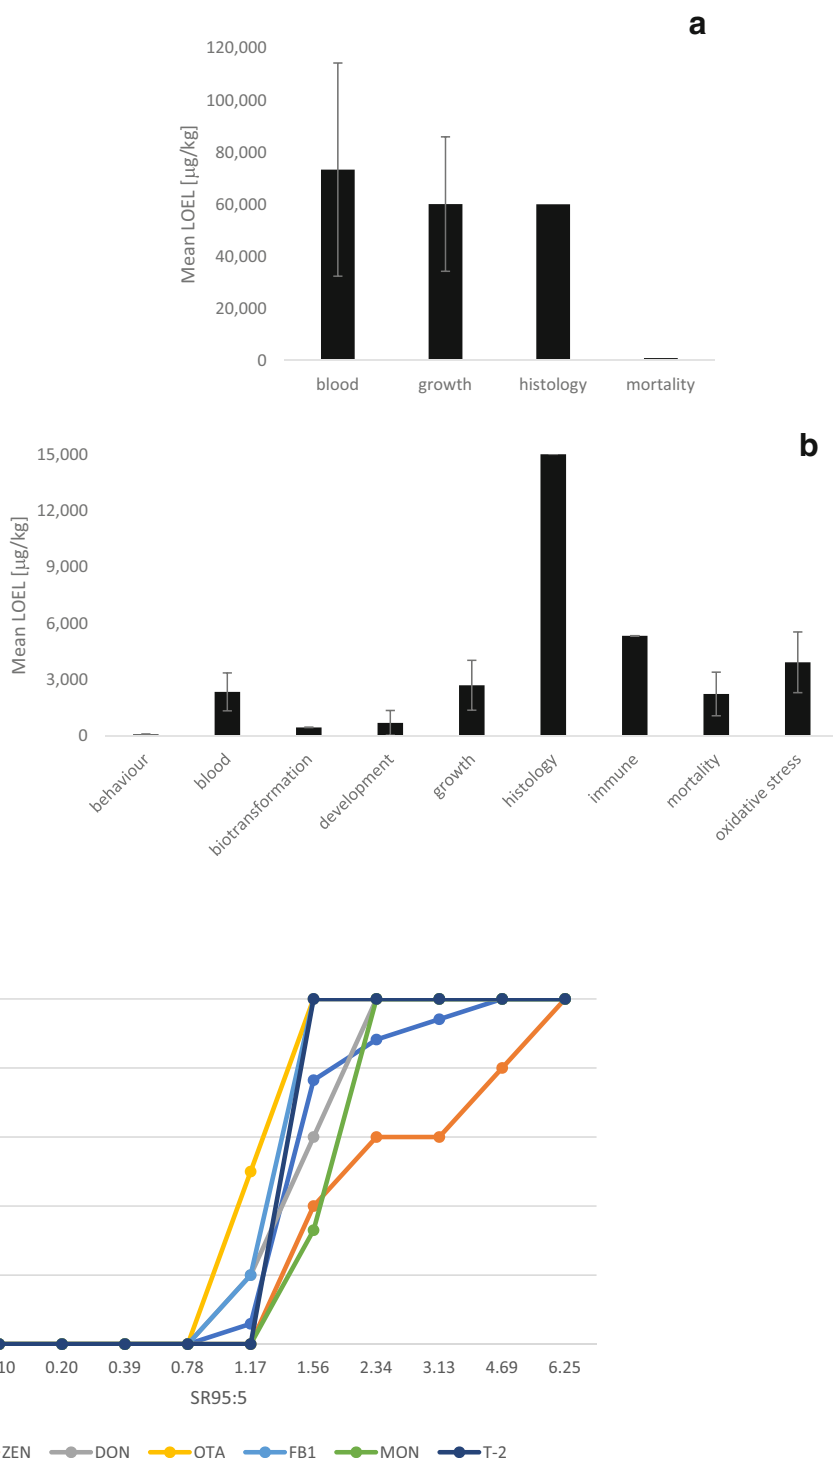 a
Mean LOEL [µg/kg]
120,000
100,000
80,000
60,000
40,000
20,000
0
blood growth histology mortality
b
Mean LOEL [µg/kg]
15,000
12,000
9,000
6,000
3,000
0
behaviour blood biotransformation development growth histology immune mortality oxidative stress
10 0.20 0.39 0.78 1.17 1.56 2.34 3.13 4.69 6.25
SR95:5
ZEN DON OTA FB1 MON T-2